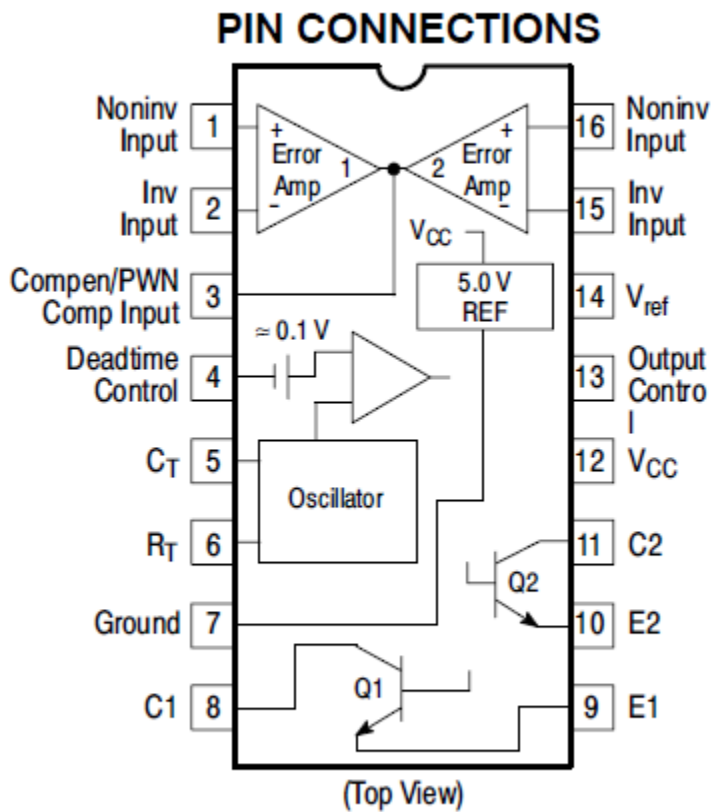 PIN CONNECTIONS
Noninv
Input
1
+
Error
Amp
1
-
2
+
Error
Amp
-
16
Noninv
Input
Inv
Input
2
15
Inv
Input
Compen/PWN
Comp Input
3
VCC
5.0 V
REF
14
Vref
Deadtime
Control
4
≃ 0.1 V
13
Output
Contro
l
CT
5
Oscillator
12
VCC
RT
6
11
C2
Q2
Ground
7
10
E2
C1
8
Q1
9
E1
(Top View)